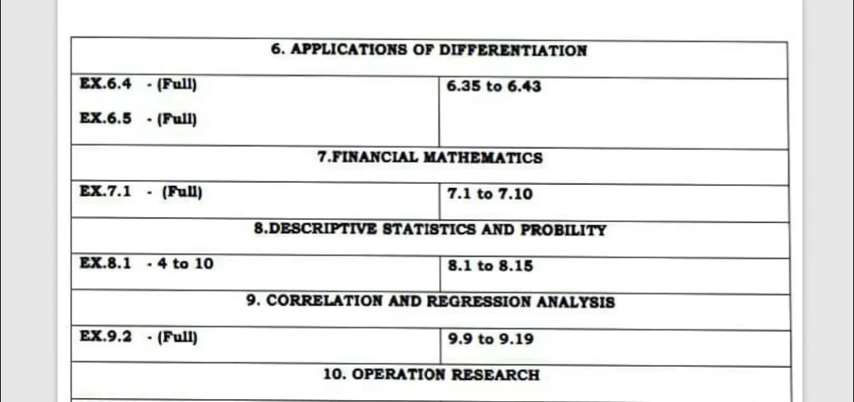 6. APPLICATIONS OF DIFFERENTIATION
EX.6.4 - (Full) 6.35 to 6.43
EX.6.5 - (Full)
7.FINANCIAL MATHEMATICS
EX.7.1 - (Full) 7.1 to 7.10
8.DESCRIPTIVE STATISTICS AND PROBILITY
EX.8.1 - 4 to 10 8.1 to 8.15
9. CORRELATION AND REGRESSION ANALYSIS
EX.9.2 - (Full) 9.9 to 9.19
10. OPERATION RESEARCH